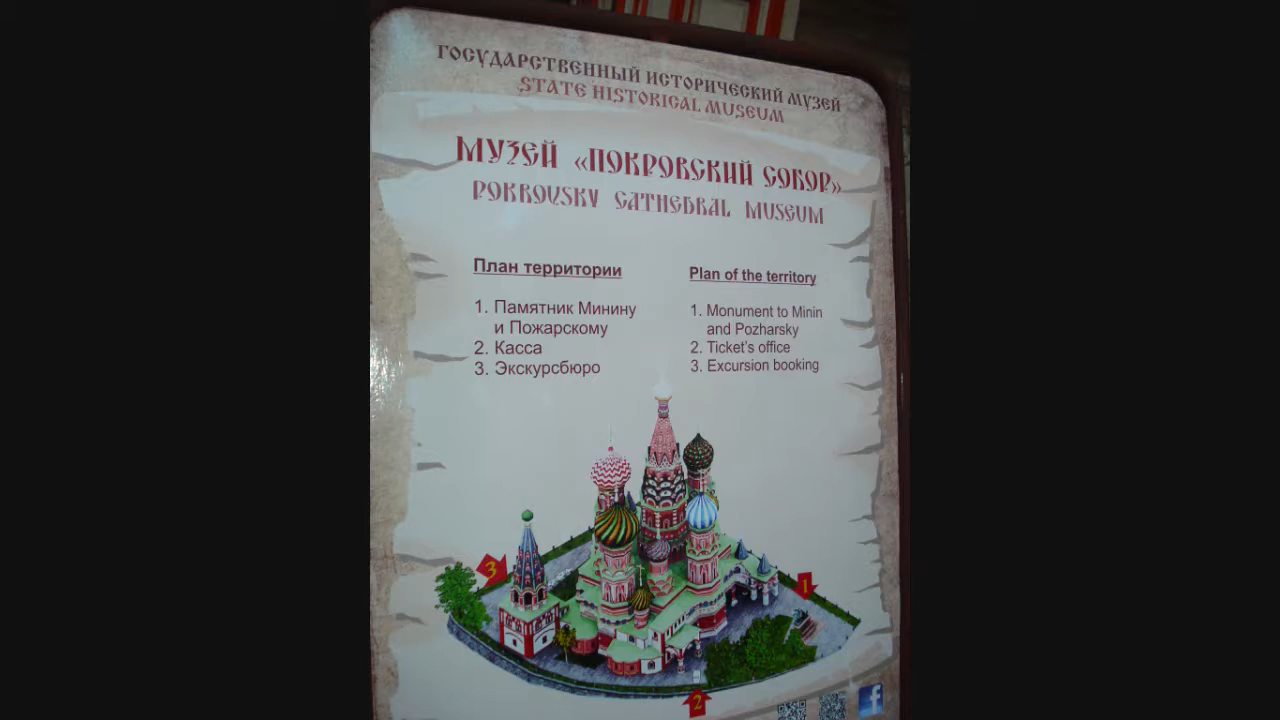 ГОСУДАРСТВЕННЫЙ ИСТОРИЧЕСКИЙ МУЗЕЙ
STATE HISTORICAL MUSEUM
МУЗЕЙ «ПОКРОВСКИЙ СОБОР»
POKROVSKY CATHEDRAL MUSEUM
План территории
1. Памятник Минину
и Пожарскому
2. Касса
3. Экскурсбюро
Plan of the territory
1. Monument to Minin
and Pozharsky
2. Ticket's office
3. Excursion booking
3
1
2
f